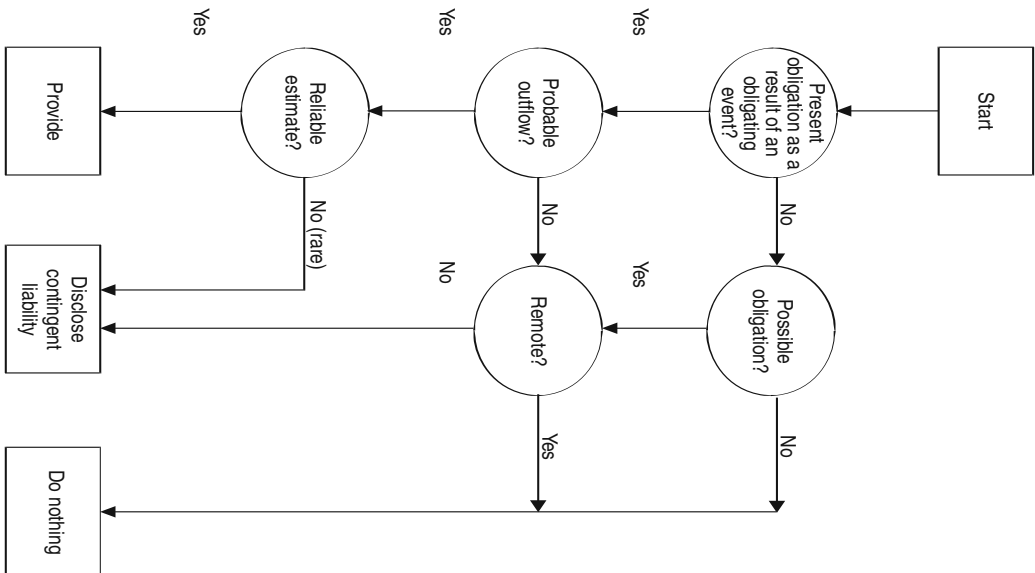 Start
Present
obligation as a
result of an
obligating
event?
No
Possible
obligation?
No
Yes
Yes
Probable
outflow?
No
Remote?
Yes
Yes
No
Reliable
estimate?
No (rare)
Yes
Provide
Disclose
contingent
liability
Do nothing